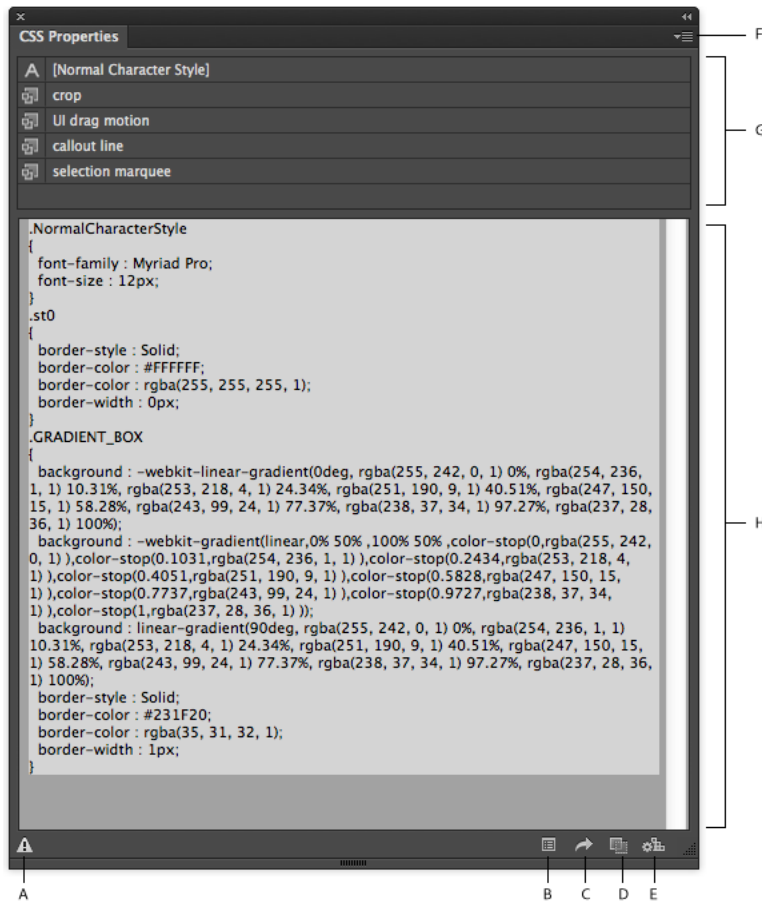 CSS Properties
F
[Normal Character Style]
crop
UI drag motion
G
callout line
selection marquee
.NormalCharacterStyle
{
font-family : Myriad Pro;
font-size : 12px;
}
.st0
{
border-style : Solid;
border-color : #FFFFFF;
border-color : rgba(255, 255, 255, 1);
border-width : 0px;
}
.GRADIENT_BOX
{
background : -webkit-linear-gradient(0deg, rgba(255, 242, 0, 1) 0%, rgba(254, 236,
1, 1) 10.31%, rgba(253, 218, 4, 1) 24.34%, rgba(251, 190, 9, 1) 40.51%, rgba(247, 150,
15, 1) 58.28%, rgba(243, 99, 24, 1) 77.37%, rgba(238, 37, 34, 1) 97.27%, rgba(237, 28,
36, 1) 100%);
H
background : -webkit-gradient(linear,0% 50% ,100% 50% ,color-stop(0,rgba(255, 242,
0, 1) ),color-stop(0.1031,rgba(254, 236, 1, 1) ),color-stop(0.2434,rgba(253, 218, 4,
1) ),color-stop(0.4051,rgba(251, 190, 9, 1) ),color-stop(0.5828,rgba(247, 150, 15,
1) ),color-stop(0.7737,rgba(243, 99, 24, 1) ),color-stop(0.9727,rgba(238, 37, 34,
1) ),color-stop(1,rgba(237, 28, 36, 1) ));
background : linear-gradient(90deg, rgba(255, 242, 0, 1) 0%, rgba(254, 236, 1, 1)
10.31%, rgba(253, 218, 4, 1) 24.34%, rgba(251, 190, 9, 1) 40.51%, rgba(247, 150, 15,
1) 58.28%, rgba(243, 99, 24, 1) 77.37%, rgba(238, 37, 34, 1) 97.27%, rgba(237, 28, 36,
1) 100%);
border-style : Solid;
border-color : #231F20;
border-color : rgba(35, 31, 32, 1);
border-width : 1px;
}
A B C D E